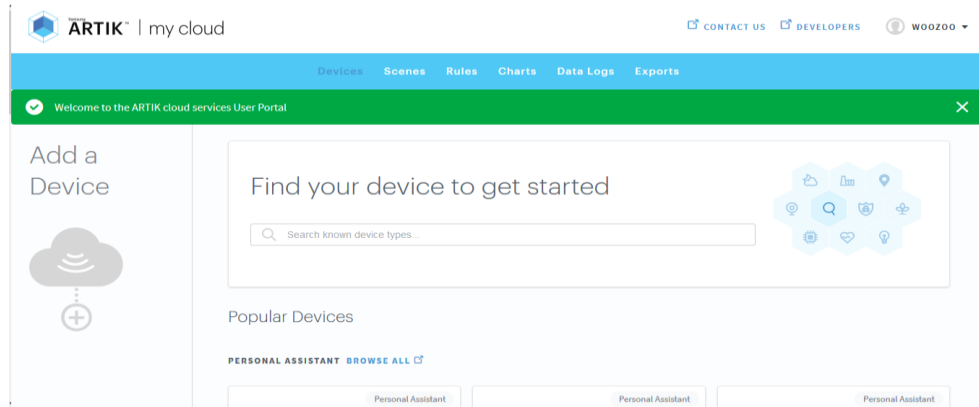 ARTIK™ | my cloud
CONTACT US DEVELOPERS WOOZOO
Devices Scenes Rules Charts Data Logs Exports
Welcome to the ARTIK cloud services User Portal
Add a
Device
Find your device to get started
Search known device types...
Popular Devices
PERSONAL ASSISTANT BROWSE ALL
Personal Assistant Personal Assistant Personal Assistant